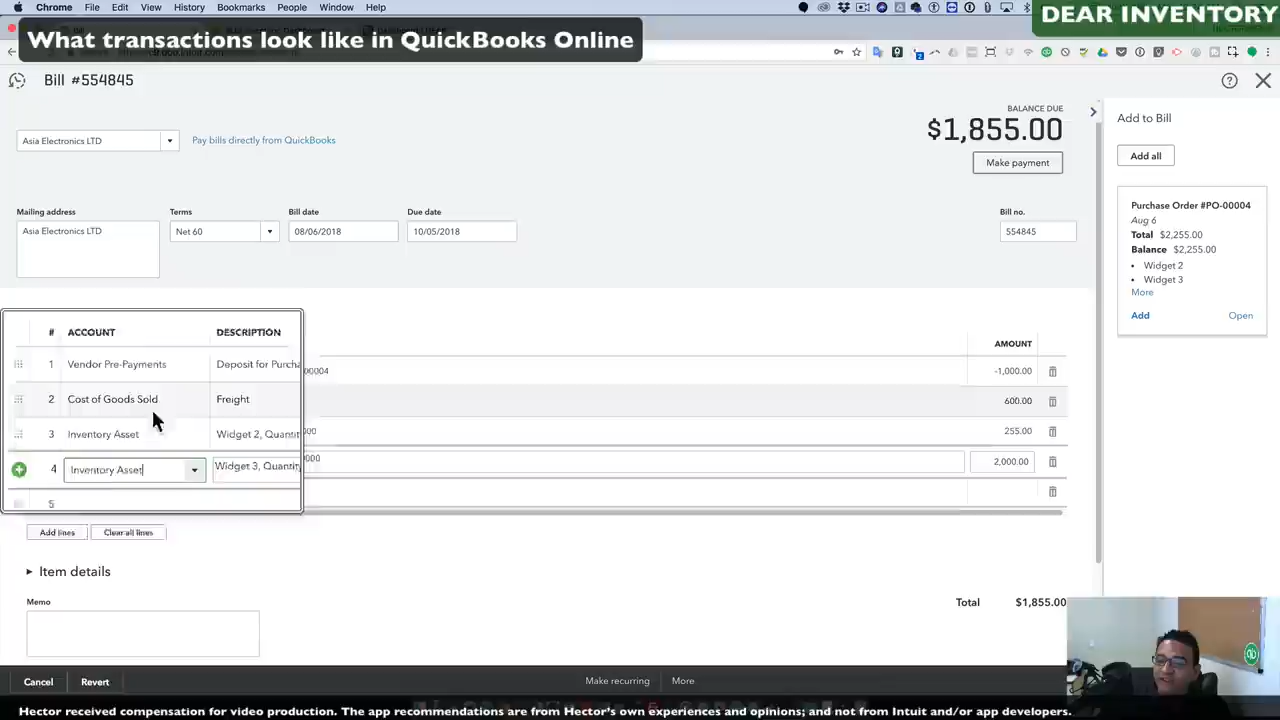 Chrome File Edit View History Bookmarks People Window Help
DEAR INVENTORY
What transactions look like in QuickBooks Online
Bill #554845
BALANCE DUE
$1,855.00
Make payment
Asia Electronics LTD
Pay bills directly from QuickBooks
Add to Bill
Add all
Mailing address
Terms
Bill date
Due date
Bill no.
Asia Electronics LTD
Net 60
08/06/2018
10/05/2018
554845
Purchase Order #PO-00004
Aug 6
Total $2,255.00
Balance $2,255.00
• Widget 2
• Widget 3
More
Add
Open
# ACCOUNT DESCRIPTION AMOUNT
1 Vendor Pre-Payments Deposit for Purcha 00004 -1,000.00
2 Cost of Goods Sold Freight 600.00
3 Inventory Asset Widget 2, Quantit 000 255.00
4 Inventory Asset Widget 3, Quantity 0000 2,000.00
5
Add lines
Clear all lines
Item details
Memo
Total $1,855.00
Cancel
Revert
Make recurring
More
Hector received compensation for video production. The app recommendations are from Hector's own experiences and opinions; and not from Intuit and/or app developers.